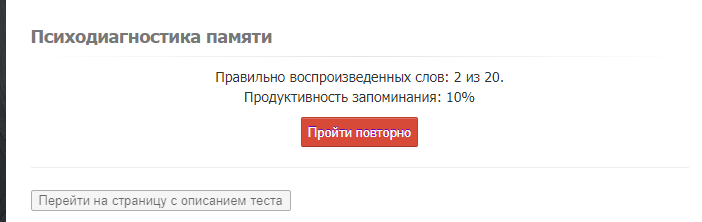 Психодиагностика памяти
Правильно воспроизведенных слов: 2 из 20.
Продуктивность запоминания: 10%
Пройти повторно
Перейти на страницу с описанием теста